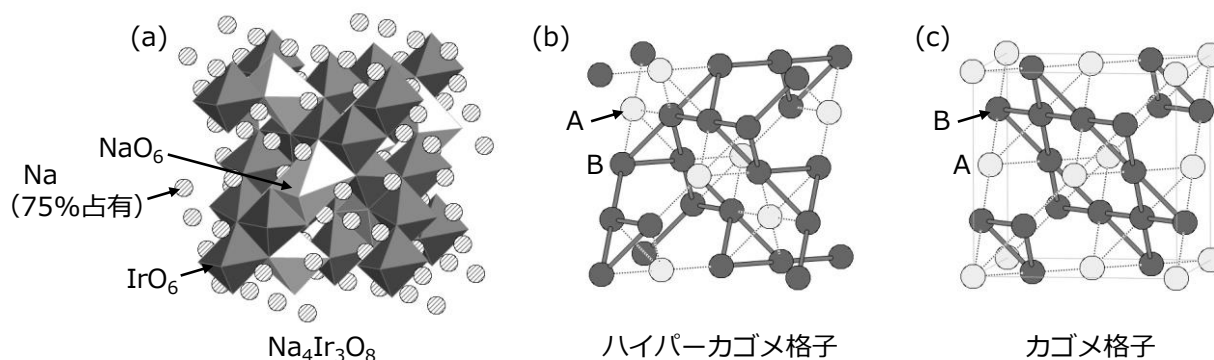 (a)
NaO₆
Na
(75%占有)
IrO₆
Na₄Ir₃O₈
(b)
A
B
ハイパーカゴメ格子
(c)
B
A
カゴメ格子